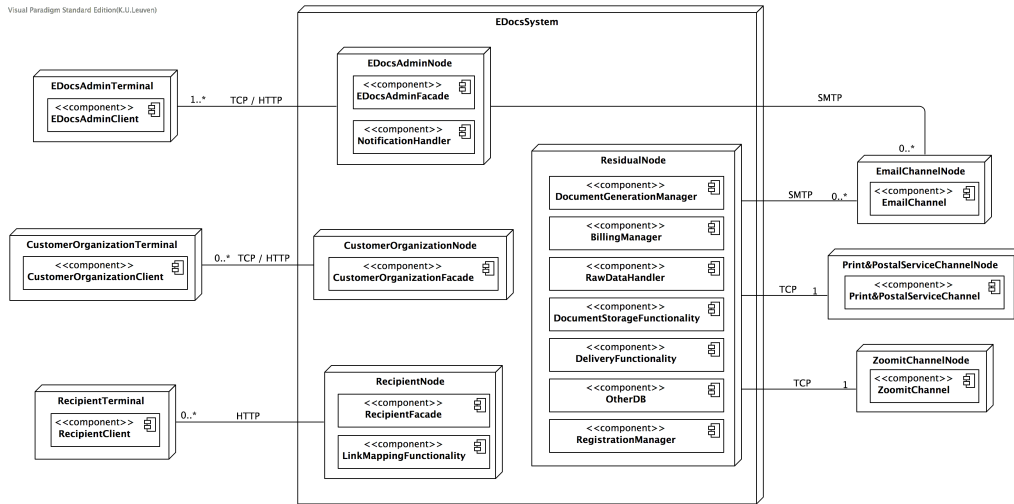 Visual Paradigm Standard Edition(K.U.Leuven)
EDocsSystem
EDocsAdminTerminal
<<component>>
EDocsAdminClient
1..*
TCP / HTTP
EDocsAdminNode
<<component>>
EDocsAdminFacade
<<component>>
NotificationHandler
SMTP
0..*
EmailChannelNode
<<component>>
EmailChannel
ResidualNode
<<component>>
DocumentGenerationManager
<<component>>
BillingManager
<<component>>
RawDataHandler
<<component>>
DocumentStorageFunctionality
<<component>>
DeliveryFunctionality
<<component>>
OtherDB
<<component>>
RegistrationManager
SMTP
0..*
CustomerOrganizationTerminal
<<component>>
CustomerOrganizationClient
0..*
TCP / HTTP
CustomerOrganizationNode
<<component>>
CustomerOrganizationFacade
TCP
1
Print&PostalServiceChannelNode
<<component>>
Print&PostalServiceChannel
TCP
1
ZoomitChannelNode
<<component>>
ZoomitChannel
RecipientTerminal
<<component>>
RecipientClient
0..*
HTTP
RecipientNode
<<component>>
RecipientFacade
<<component>>
LinkMappingFunctionality